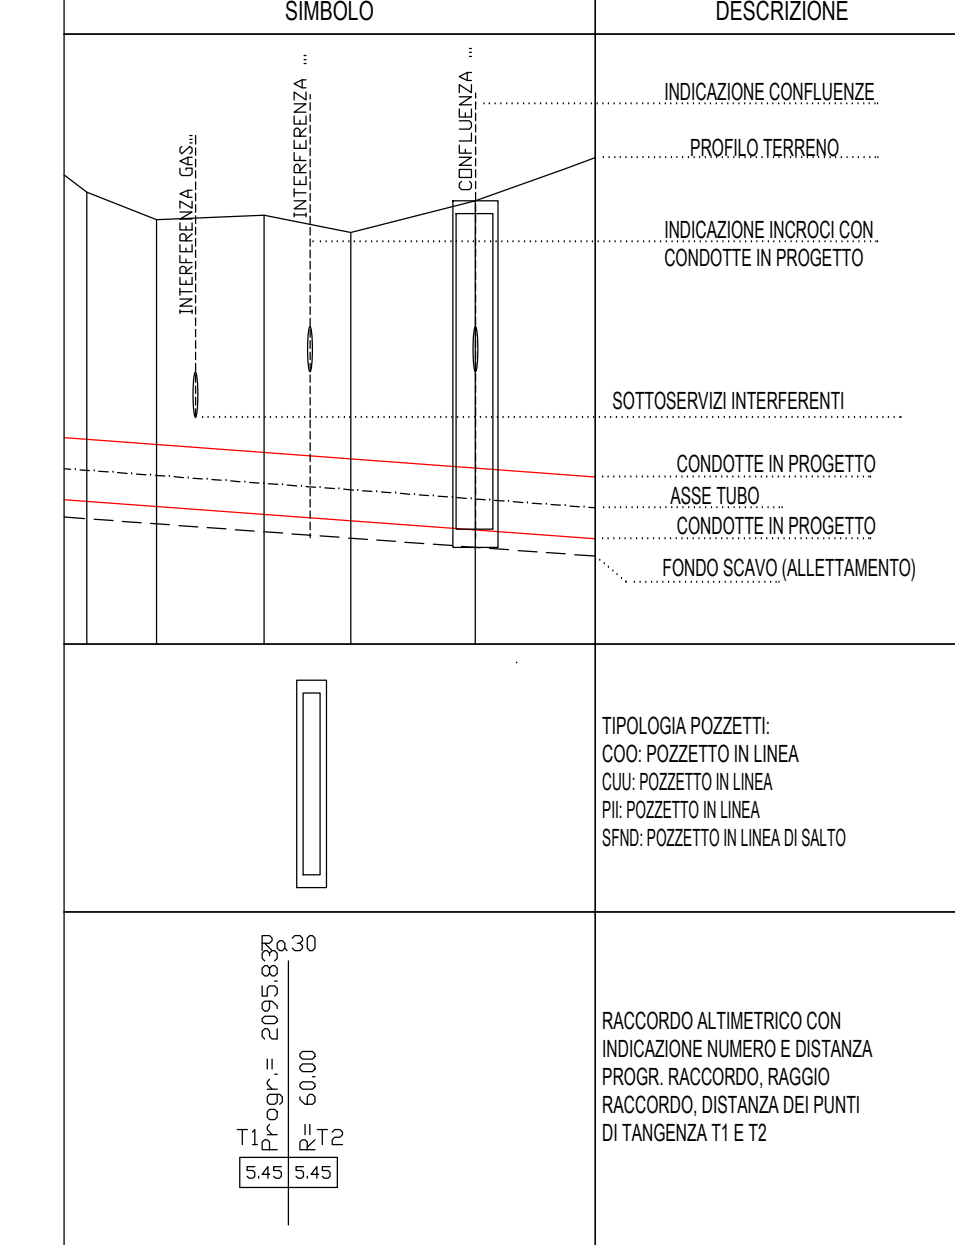 SIMBOLO
DESCRIZIONE
INTERFERENZA GAS...
INTERFERENZA ...
CONFLUENZA ...
INDICAZIONE CONFLUENZE
PROFILO TERRENO
INDICAZIONE INCROCI CON
CONDOTTE IN PROGETTO
SOTTOSERVIZI INTERFERENTI
CONDOTTE IN PROGETTO
ASSE TUBO
CONDOTTE IN PROGETTO
FONDO SCAVO (ALLETTAMENTO)
TIPOLOGIA POZZETTI:
COO: POZZETTO IN LINEA
CUU: POZZETTO IN LINEA
PII: POZZETTO IN LINEA
SFND: POZZETTO IN LINEA DI SALTO
Ra30
Progr.= 2095.83
R= 60.00
T1 T2
5.45 5.45
RACCORDO ALTIMETRICO CON
INDICAZIONE NUMERO E DISTANZA
PROGR. RACCORDO, RAGGIO
RACCORDO, DISTANZA DEI PUNTI
DI TANGENZA T1 E T2